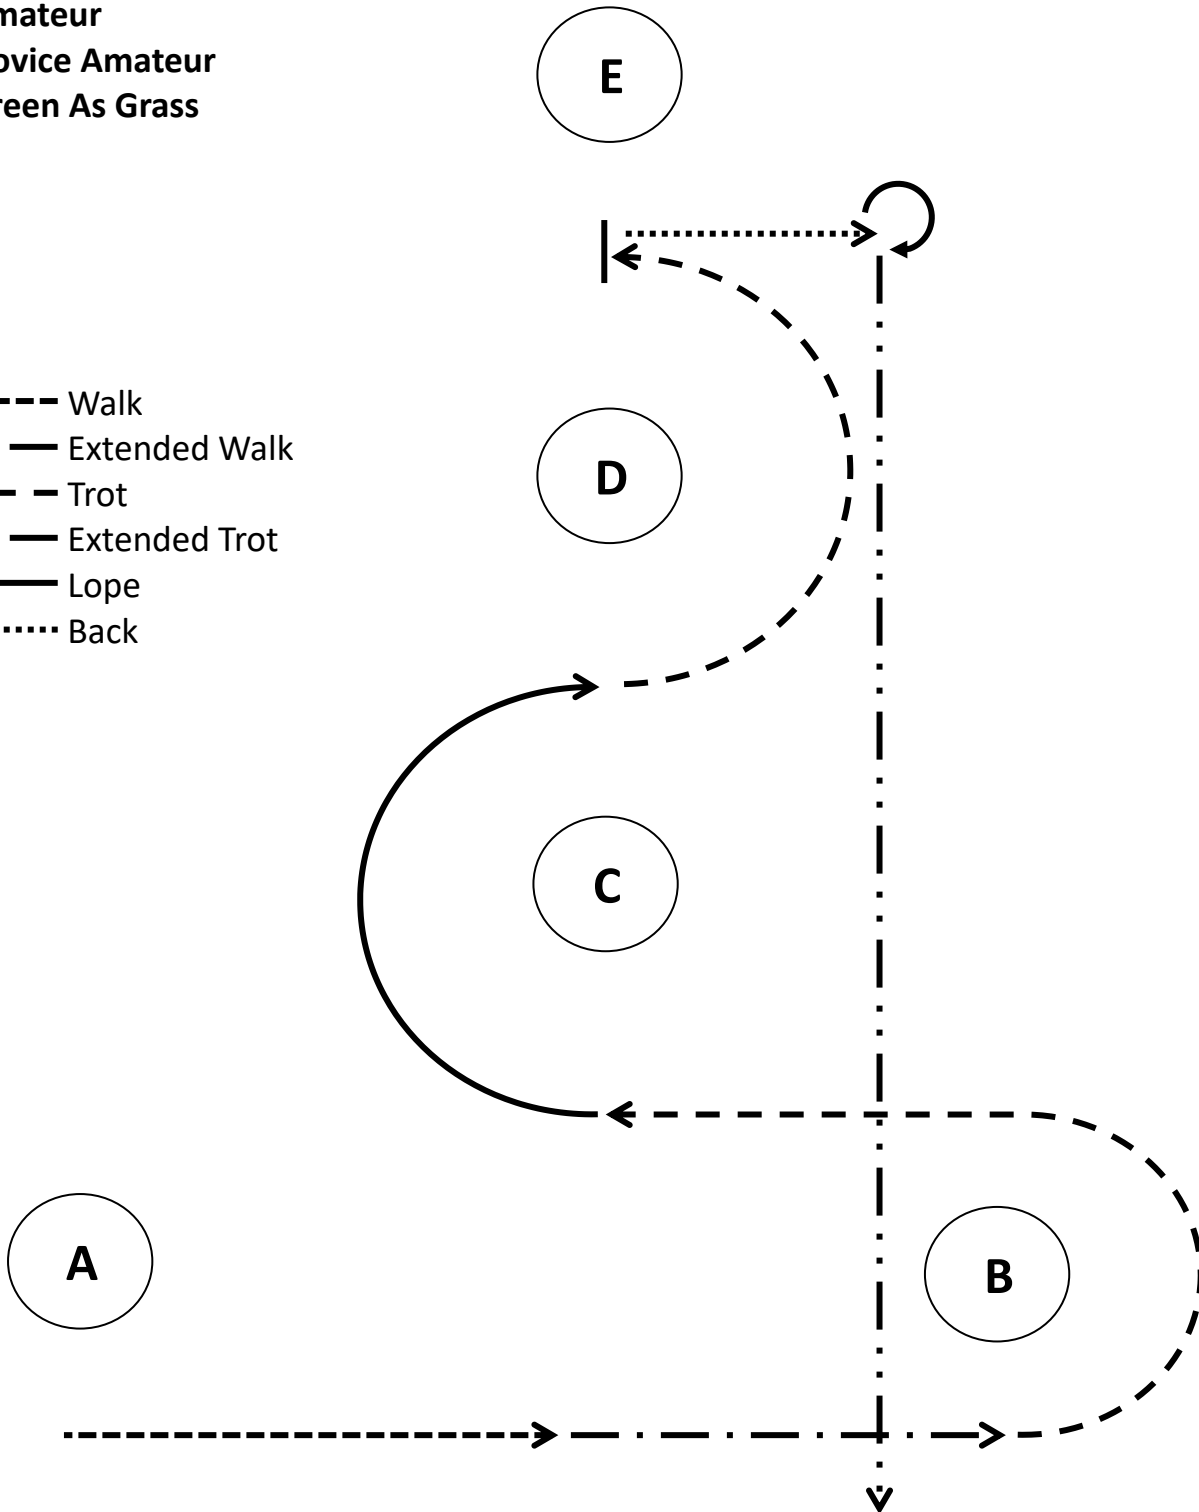 mateur
ovice Amateur
reen As Grass
E
Walk
Extended Walk
Trot
Extended Trot
Lope
Back
D
C
A
B